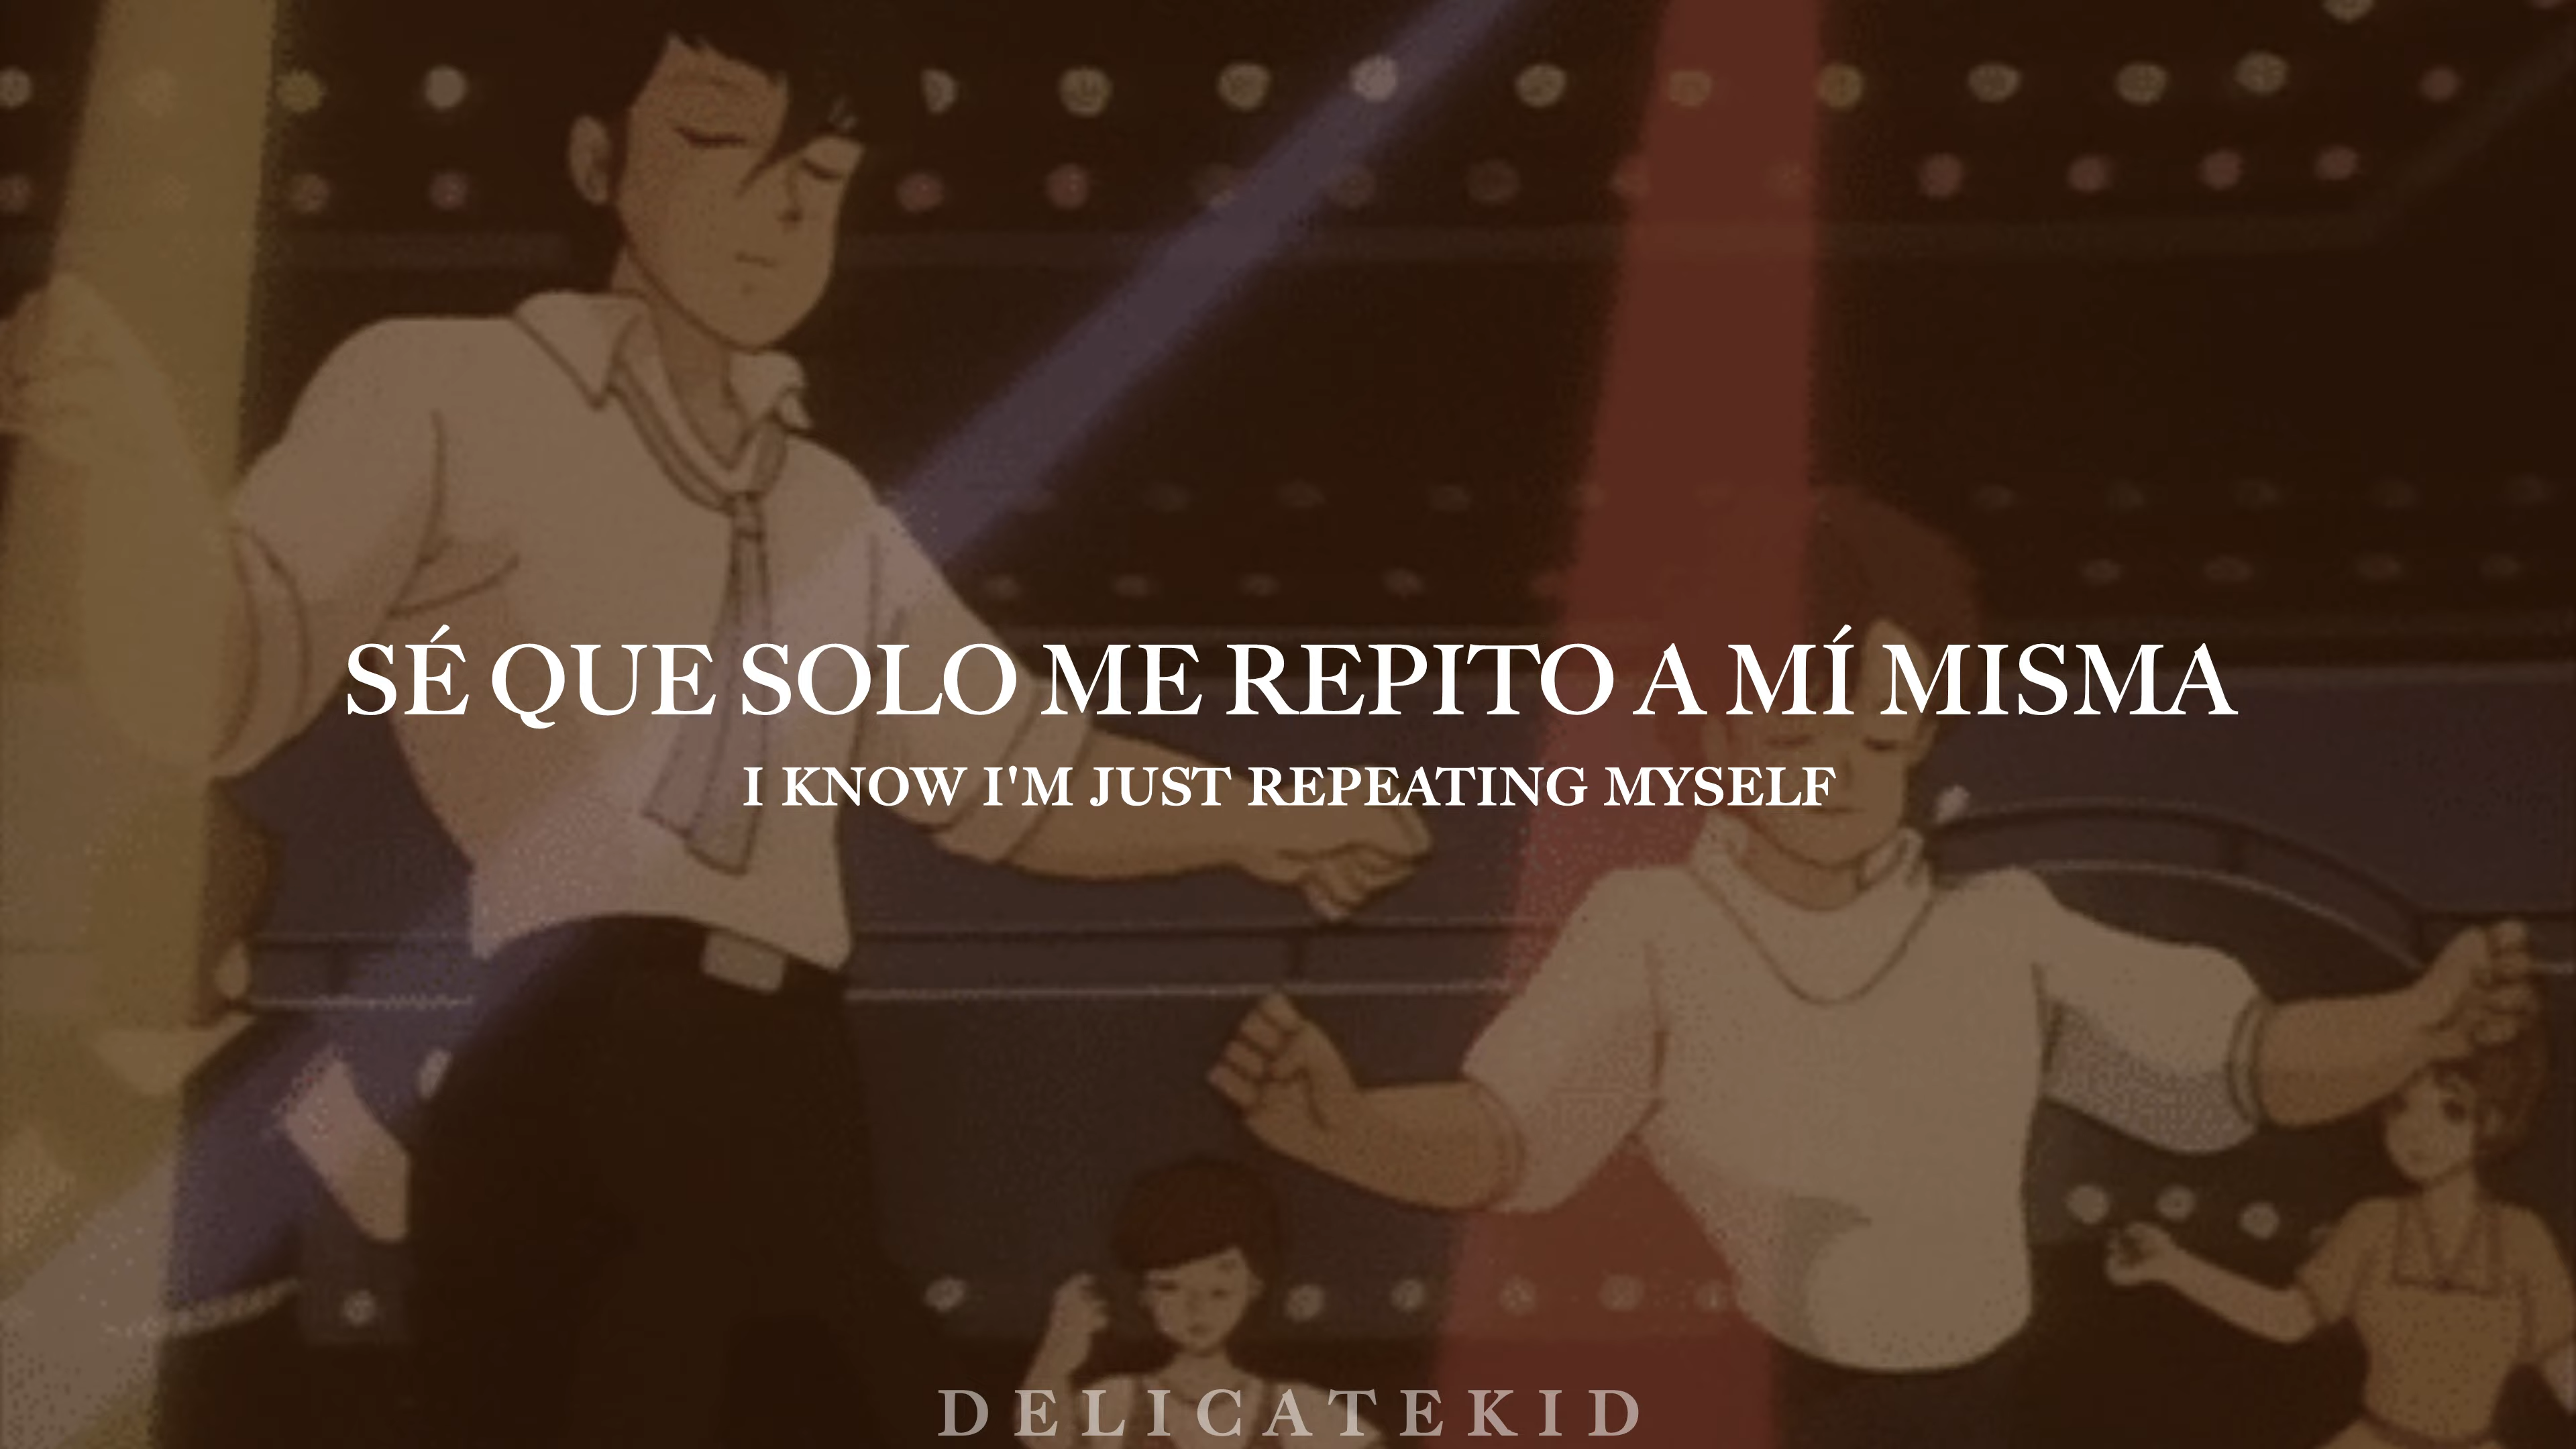 SÉ QUE SOLO ME REPITO A MÍ MISMA
I KNOW I'M JUST REPEATING MYSELF
DELICATEKID